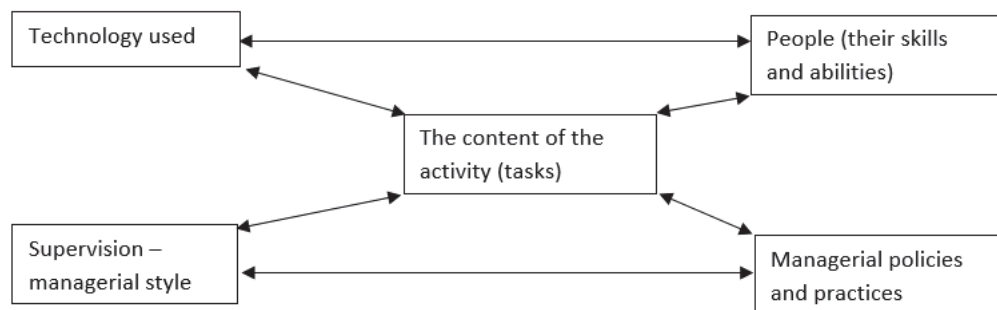 Technology used
People (their skills
and abilities)
The content of the
activity (tasks)
Supervision –
managerial style
Managerial policies
and practices